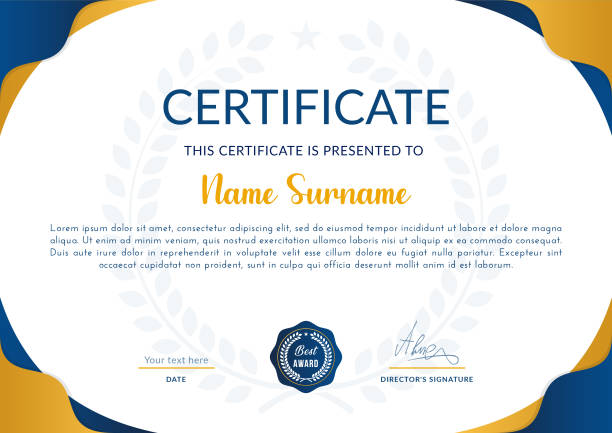 CERTIFICATE
THIS CERTIFICATE IS PRESENTED TO
Name Surname
Lorem ipsum dolor sit amet, consectetur adipiscing elit, sed do eiusmod tempor incididunt ut labore et dolore magna
aliqua. Ut enim ad minim veniam, quis nostrud exercitation ullamco laboris nisi ut aliquip ex ea commodo consequat.
Duis aute irure dolor in reprehenderit in voluptate velit esse cillum dolore eu fugiat nulla pariatur. Excepteur sint
occaecat cupidatat non proident, sunt in culpa qui officia deserunt mollit anim id est laborum.
Your text here
DATE
Best
AWARD
DIRECTOR'S SIGNATURE